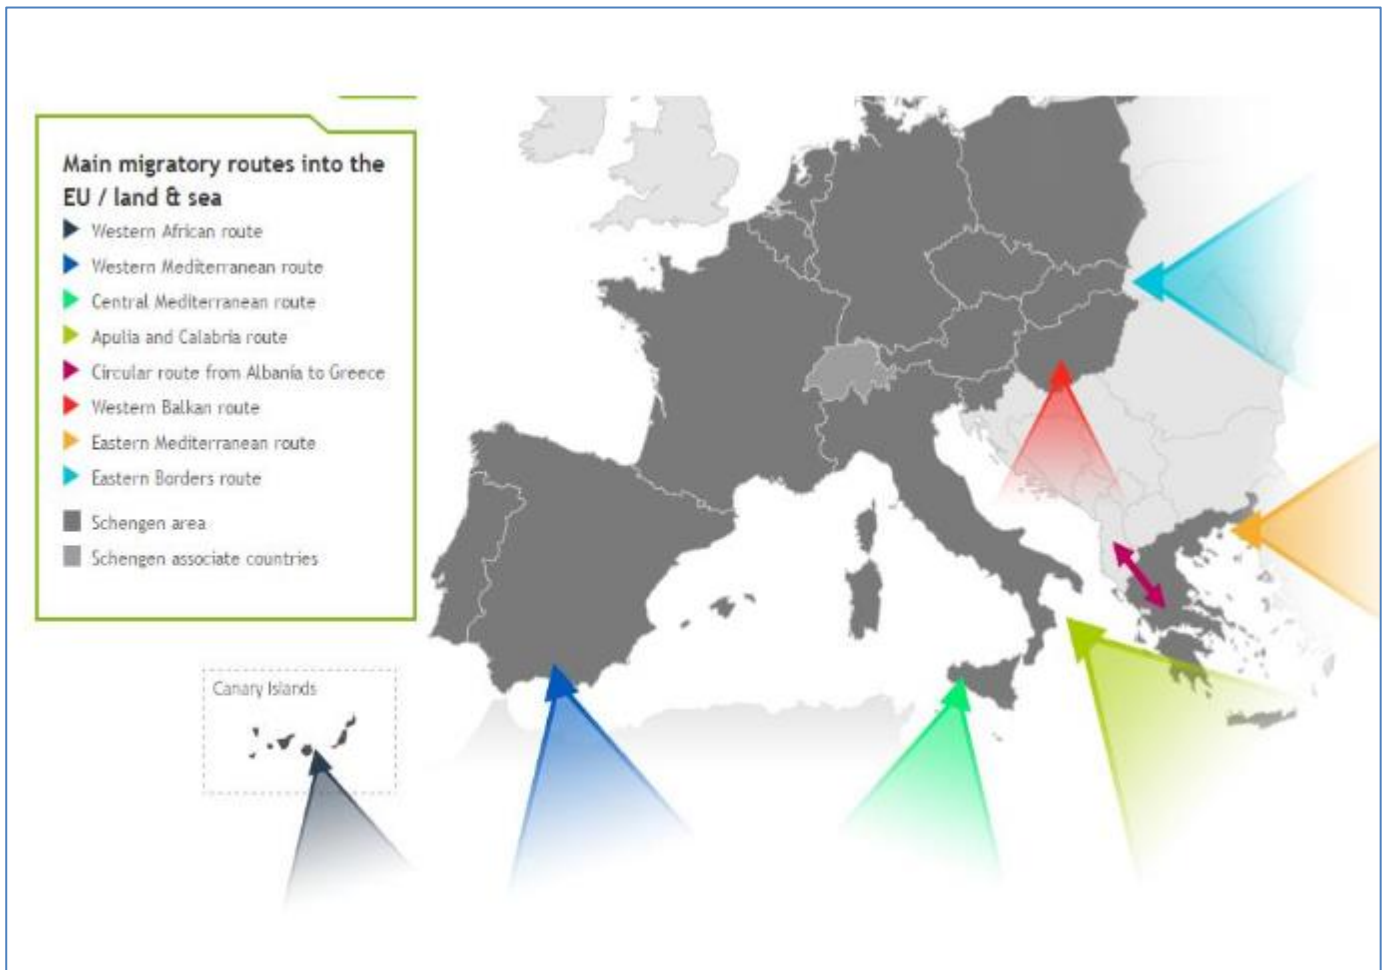 Main migratory routes into the
EU / land & sea
Western African route
Western Mediterranean route
Central Mediterranean route
Apulia and Calabria route
Circular route from Albania to Greece
Western Balkan route
Eastern Mediterranean route
Eastern Borders route
Schengen area
Schengen associate countries
Canary Islands